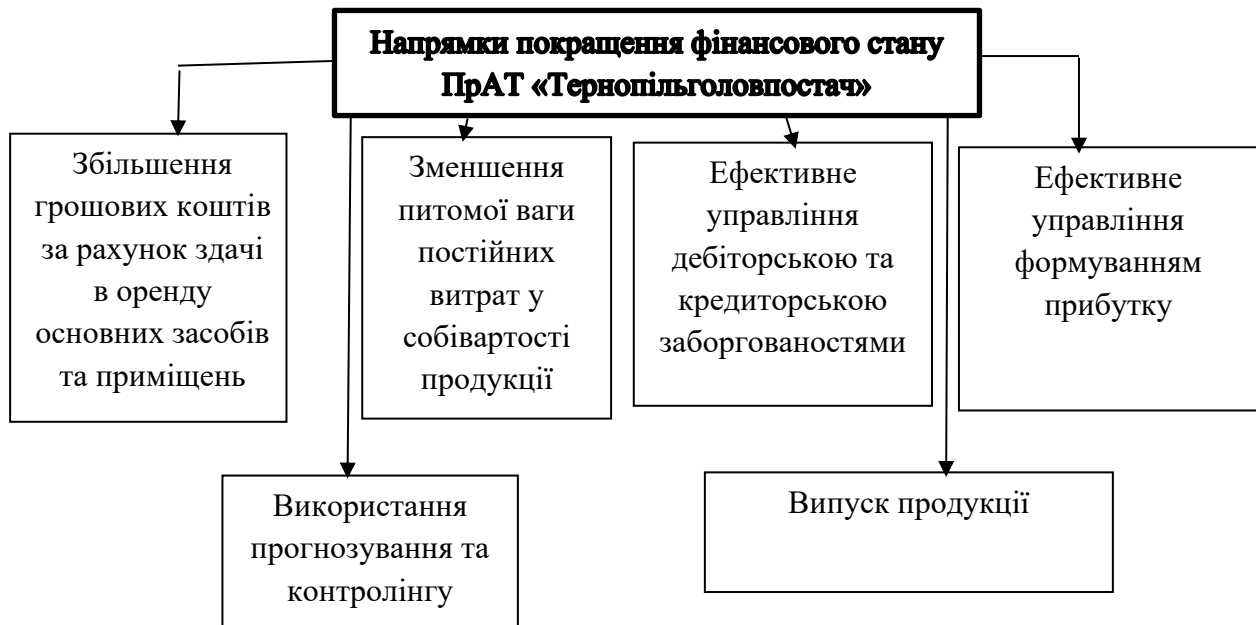 Напрямки покращення фінансового стану
ПрАТ «Тернопільголовпостач»
Збільшення
грошових коштів
за рахунок здачі
в оренду
основних засобів
та приміщень
Зменшення
питомої ваги
постійних
витрат у
собівартості
продукції
Ефективне
управління
дебіторською та
кредиторською
заборгованостями
Ефективне
управління
формуванням
прибутку
Використання
прогнозування та
контролінгу
Випуск продукції